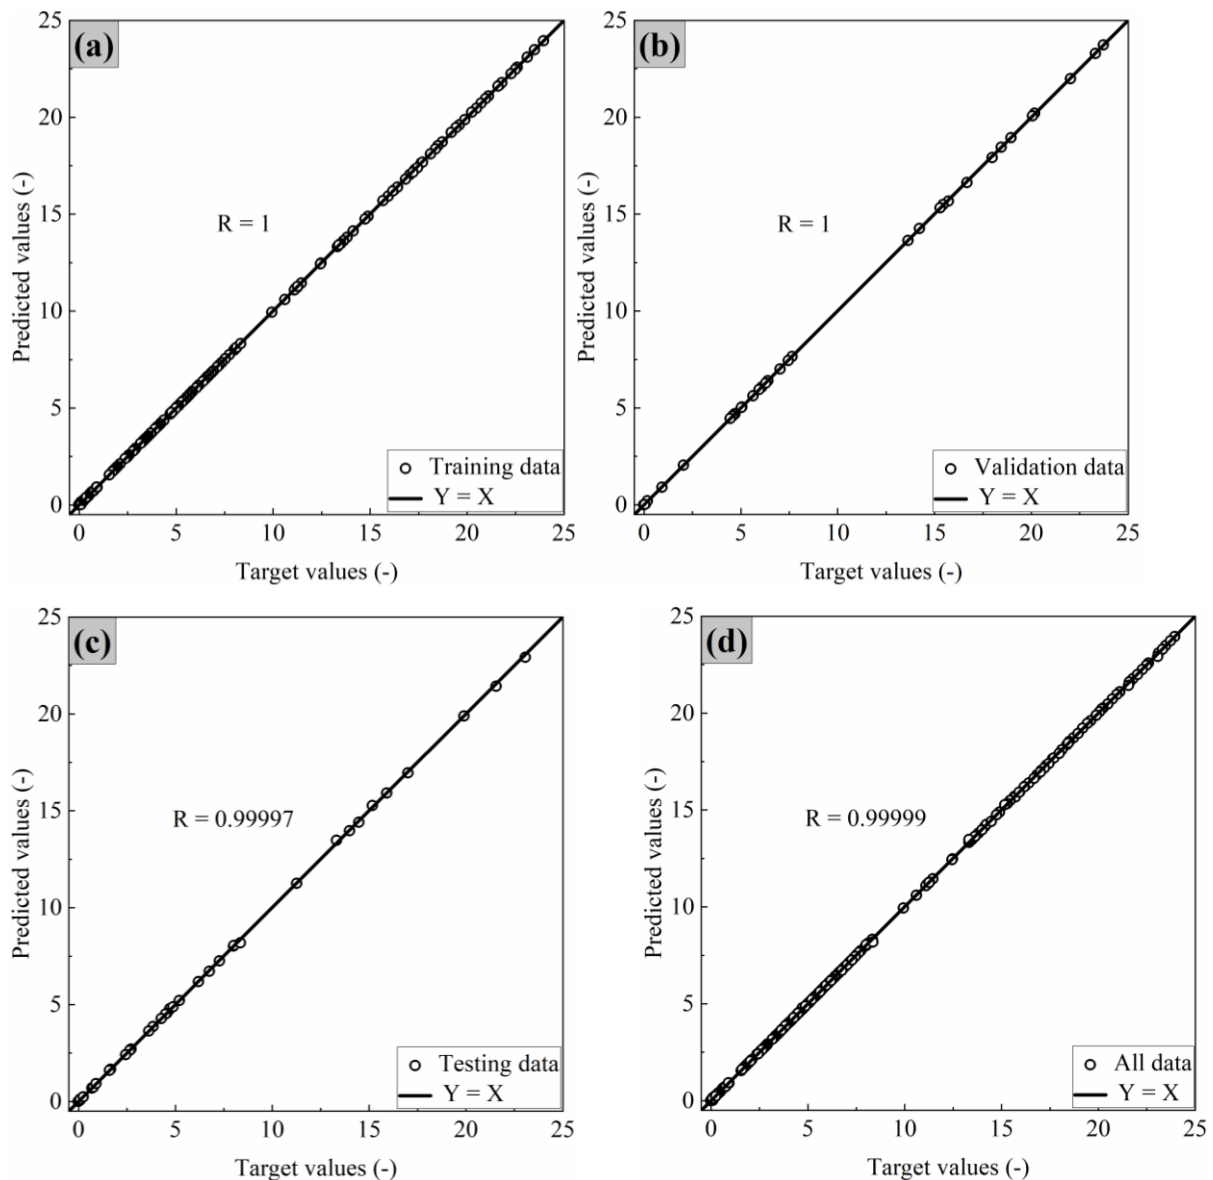 (a)
25
20
15
10
5
0
Predicted values (-)
R = 1
Training data
Y = X
0 5 10 15 20 25
Target values (-)
(b)
25
20
15
10
5
0
Predicted values (-)
R = 1
Validation data
Y = X
0 5 10 15 20 25
Target values (-)
(c)
25
20
15
10
5
0
Predicted values (-)
R = 0.99997
Testing data
Y = X
0 5 10 15 20 25
Target values (-)
(d)
25
20
15
10
5
0
Predicted values (-)
R = 0.99999
All data
Y = X
0 5 10 15 20 25
Target values (-)